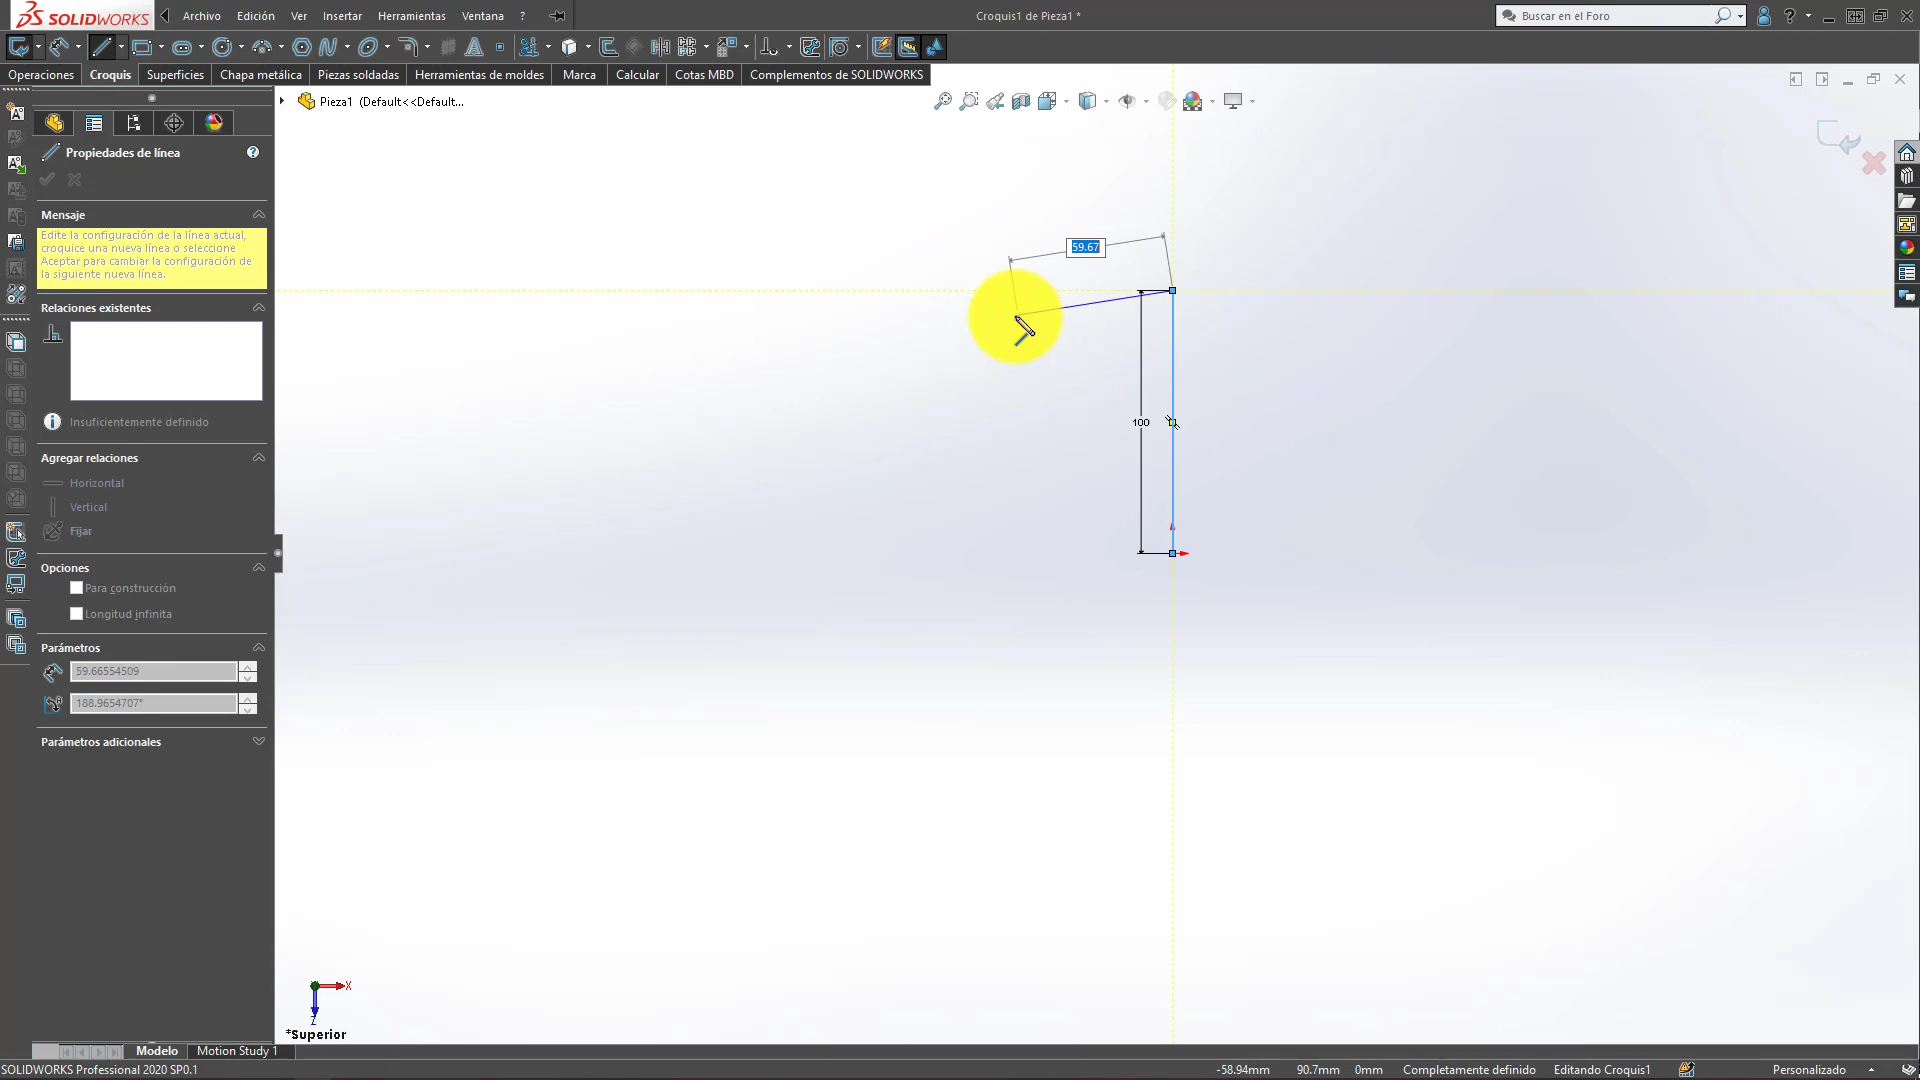 SOLIDWORKS Archivo Edición Ver Insertar Herramientas Ventana ? Croquis1 de Pieza1 * Buscar en el Foro ?
Operaciones Croquis Superficies Chapa metálica Piezas soldadas Herramientas de moldes Marca Calcular Cotas MBD Complementos de SOLIDWORKS
Pieza1 (Default<<Default...
Propiedades de línea
Mensaje
Edite la configuración de la línea actual,
croquice una nueva línea o seleccione
Aceptar para cambiar la configuración de
la siguiente nueva línea.
Relaciones existentes
Insuficientemente definido
Agregar relaciones
Horizontal
Vertical
Fijar
Opciones
Para construcción
Longitud infinita
Parámetros
59.66554509
188.9654707°
Parámetros adicionales
59.67
100
X
Z
*Superior
Modelo Motion Study 1
SOLIDWORKS Professional 2020 SP0.1 -58.94mm 90.7mm 0mm Completamente definido Editando Croquis1 Personalizado